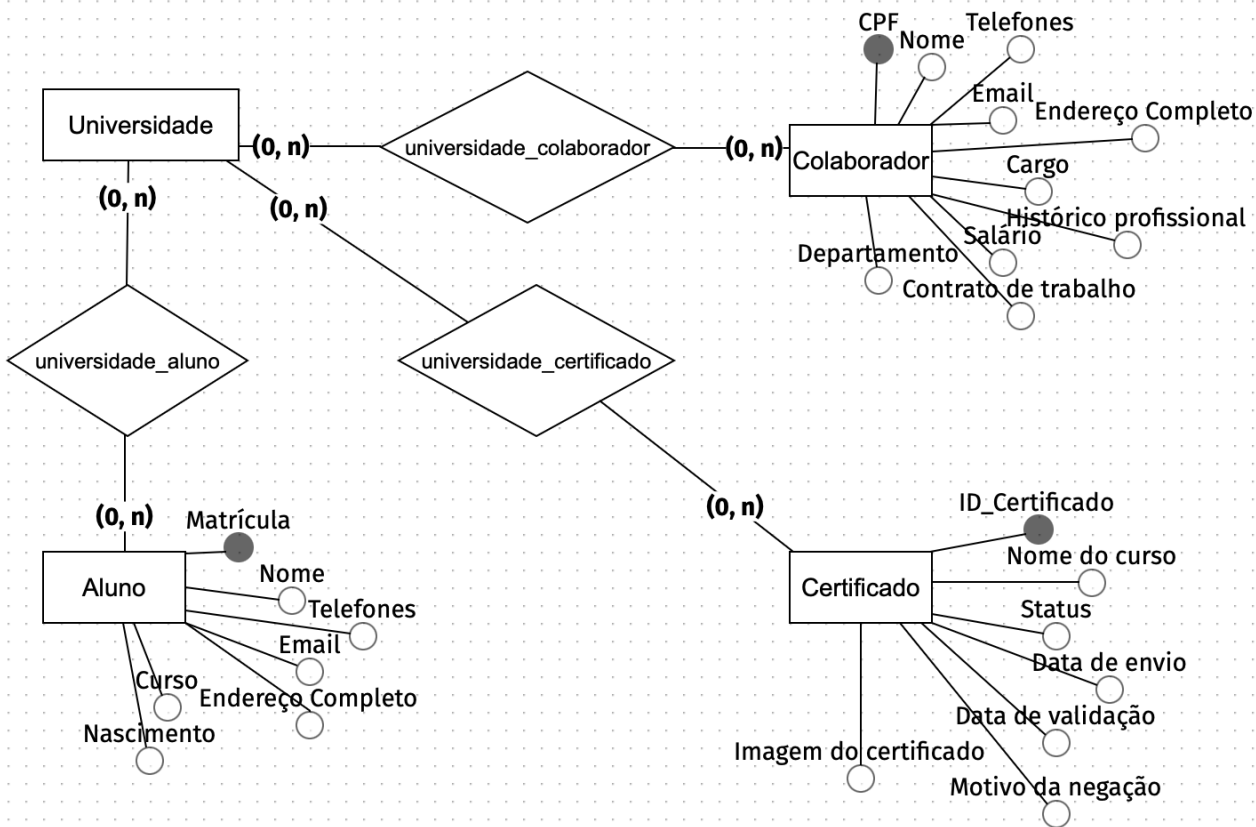 CPF
Telefones
Nome
Email
Endereço Completo
Universidade
(0, n)
universidade_colaborador
(0, n)
Colaborador
Cargo
Histórico profissional
Salário
Departamento
Contrato de trabalho
(0, n)
(0, n)
universidade_aluno
universidade_certificado
(0, n)
(0, n)
Matrícula
Aluno
Nome
Telefones
Email
Curso
Endereço Completo
Nascimento
ID_Certificado
Certificado
Nome do curso
Status
Data de envio
Data de validação
Imagem do certificado
Motivo da negação